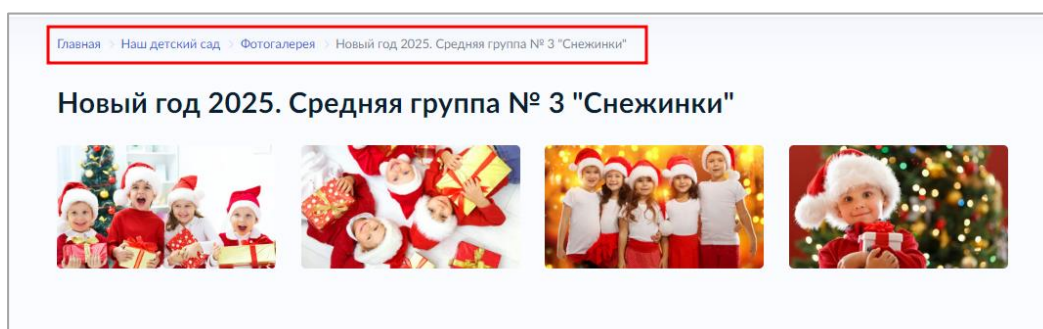 Главная > Наш детский сад > Фотогалерея > Новый год 2025. Средняя группа № 3 "Снежинки"
Новый год 2025. Средняя группа № 3 "Снежинки"